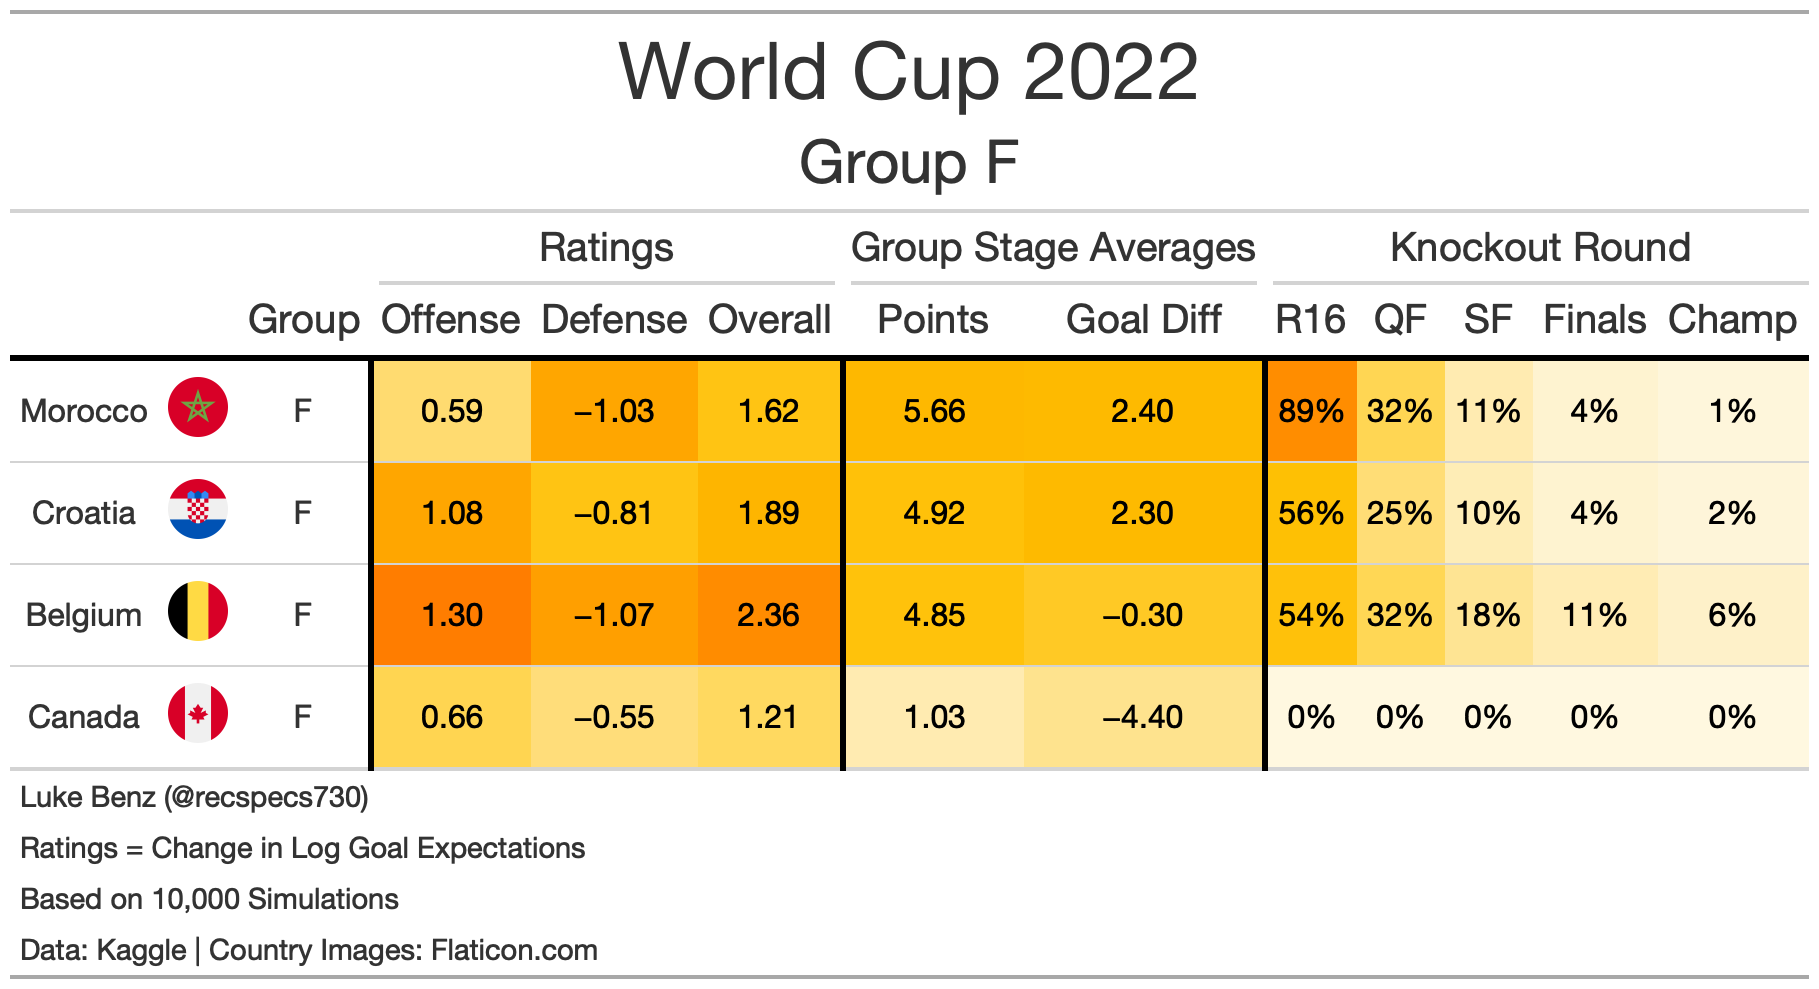 World Cup 2022
Group F
Ratings Group Stage Averages Knockout Round
Group Offense Defense Overall Points Goal Diff R16 QF SF Finals Champ
Morocco F 0.59 −1.03 1.62 5.66 2.40 89% 32% 11% 4% 1%
Croatia F 1.08 −0.81 1.89 4.92 2.30 56% 25% 10% 4% 2%
Belgium F 1.30 −1.07 2.36 4.85 −0.30 54% 32% 18% 11% 6%
Canada F 0.66 −0.55 1.21 1.03 −4.40 0% 0% 0% 0% 0%
Luke Benz (@recspecs730)
Ratings = Change in Log Goal Expectations
Based on 10,000 Simulations
Data: Kaggle | Country Images: Flaticon.com